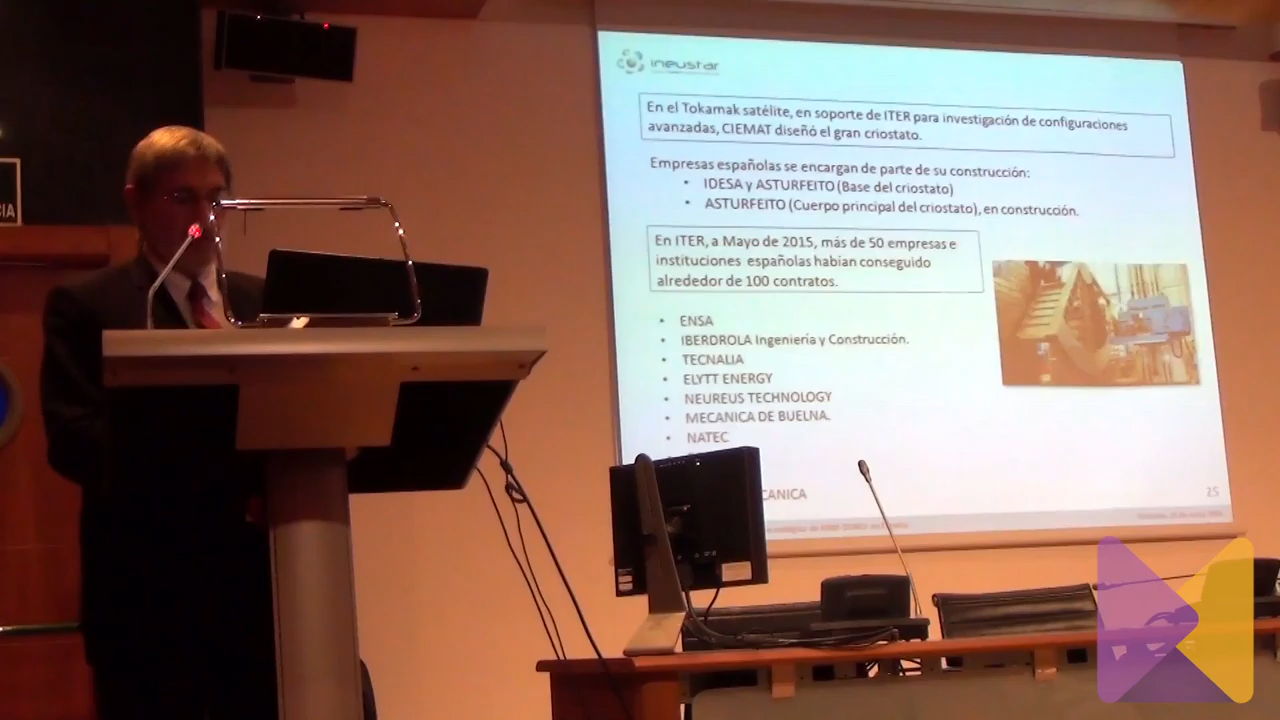 ineustar
En el Tokamak satélite, en soporte de ITER para investigación de configuraciones
avanzadas, CIEMAT diseñó el gran criostato.
Empresas españolas se encargan de parte de su construcción:
• IDESA y ASTURFEITO (Base del criostato)
• ASTURFEITO (Cuerpo principal del criostato), en construcción.
En ITER, a Mayo de 2015, más de 50 empresas e
instituciones españolas habían conseguido
alrededor de 100 contratos.
• ENSA
• IBERDROLA Ingeniería y Construcción.
• TECNALIA
• ELYTT ENERGY
• NEUREUS TECHNOLOGY
• MECANICA DE BUELNA.
• NATEC
CANICA
25
CIA